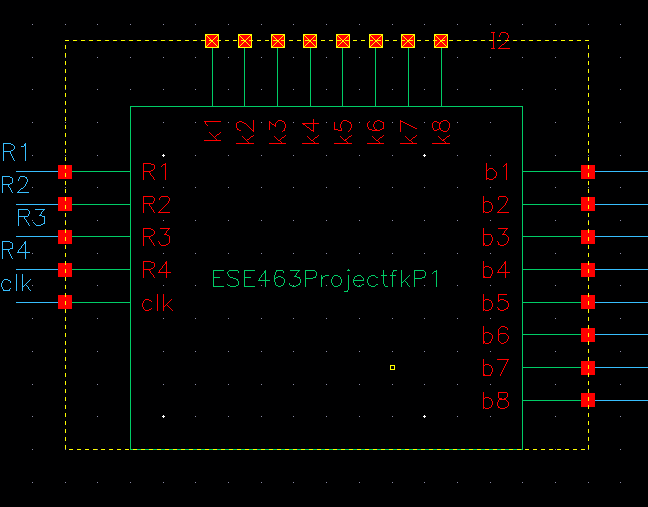 I2
k1 k2 k3 k4 k5 k6 k7 k8
R1
R1 b1
R2
R2 b2
R3
R3 b3
R4
R4 b4
ESE463ProjectfkP1
clk
clk b5
b6
b7
b8